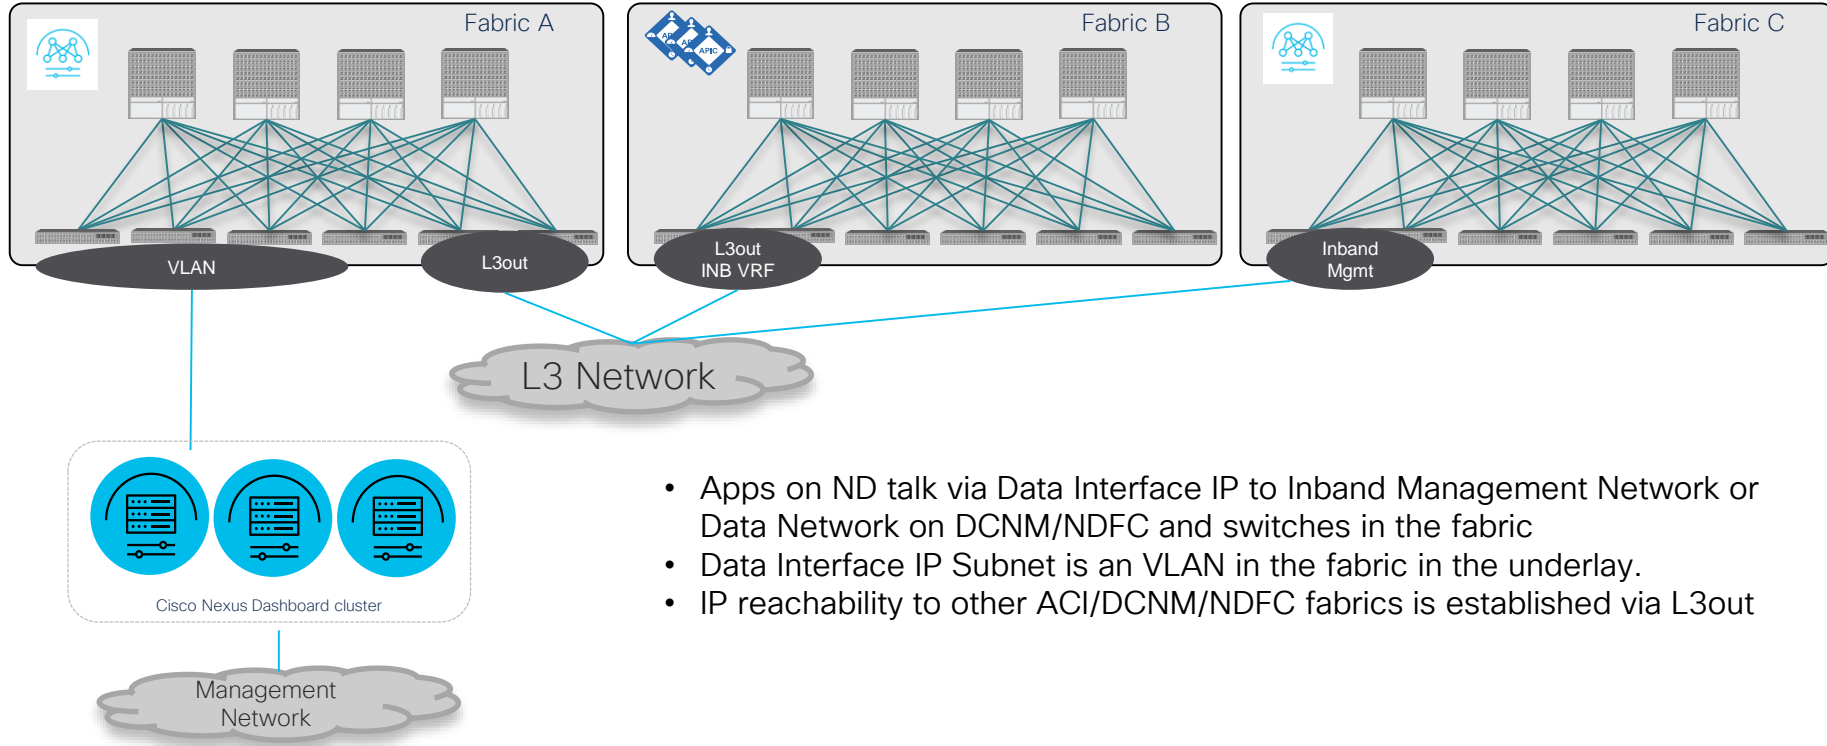 Fabric A
Fabric B
Fabric C
APIC
VLAN
L3out
L3out
INB VRF
Inband
Mgmt
L3 Network
Cisco Nexus Dashboard cluster
Management
Network
• Apps on ND talk via Data Interface IP to Inband Management Network or
Data Network on DCNM/NDFC and switches in the fabric
• Data Interface IP Subnet is an VLAN in the fabric in the underlay.
• IP reachability to other ACI/DCNM/NDFC fabrics is established via L3out